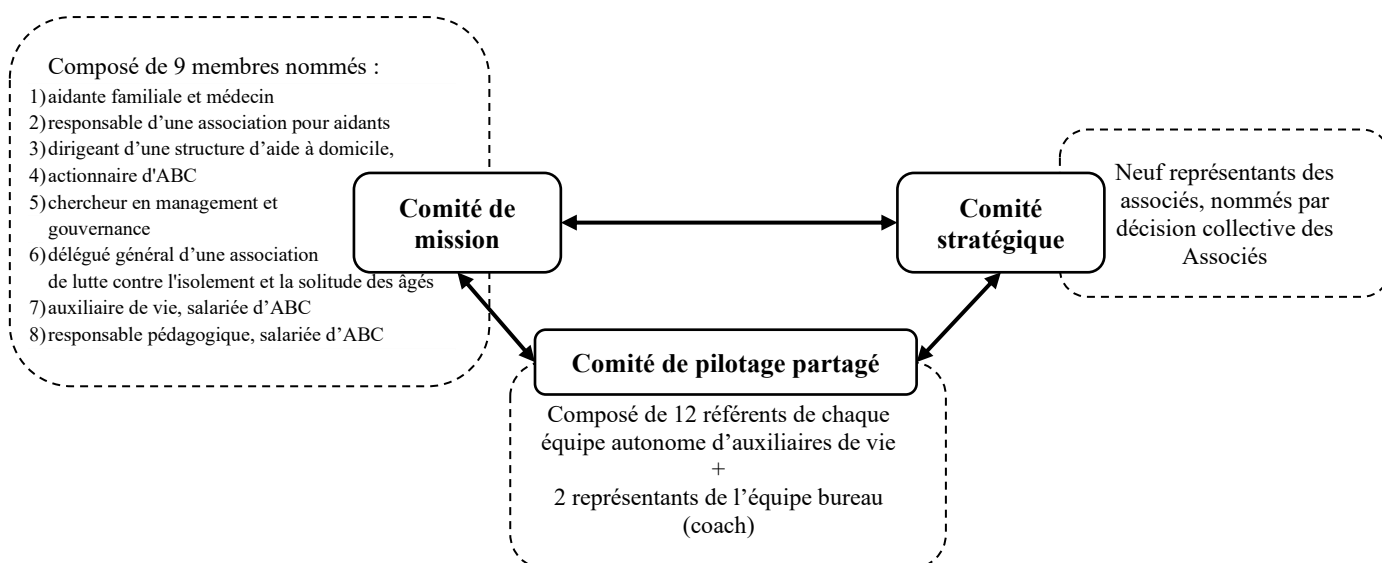 Composé de 9 membres nommés :
1) aidante familiale et médecin
2) responsable d’une association pour aidants
3) dirigeant d’une structure d’aide à domicile,
4) actionnaire d'ABC
5) chercheur en management et
gouvernance
6) délégué général d’une association
de lutte contre l'isolement et la solitude des âgés
7) auxiliaire de vie, salariée d’ABC
8) responsable pédagogique, salariée d’ABC
Comité de
mission
Comité
stratégique
Neuf représentants des
associés, nommés par
décision collective des
Associés
Comité de pilotage partagé
Composé de 12 référents de chaque
équipe autonome d’auxiliaires de vie
+
2 représentants de l’équipe bureau
(coach)